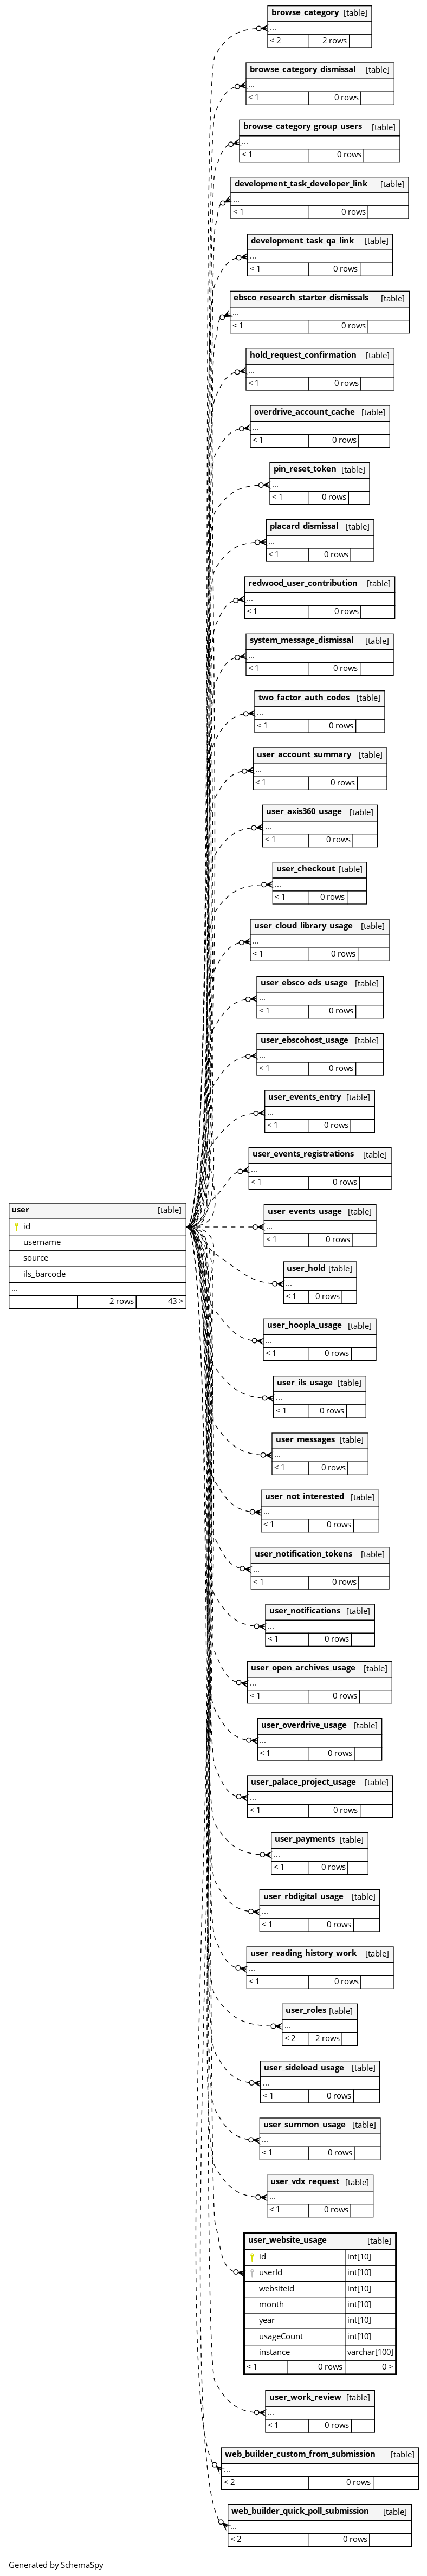 browse_category [table]
...
< 2 2 rows
browse_category_dismissal [table]
...
< 1 0 rows
browse_category_group_users [table]
...
< 1 0 rows
development_task_developer_link [table]
...
< 1 0 rows
development_task_qa_link [table]
...
< 1 0 rows
ebsco_research_starter_dismissals [table]
...
< 1 0 rows
hold_request_confirmation [table]
...
< 1 0 rows
overdrive_account_cache [table]
...
< 1 0 rows
pin_reset_token [table]
...
< 1 0 rows
placard_dismissal [table]
...
< 1 0 rows
redwood_user_contribution [table]
...
< 1 0 rows
system_message_dismissal [table]
...
< 1 0 rows
two_factor_auth_codes [table]
...
< 1 0 rows
user_account_summary [table]
...
< 1 0 rows
user_axis360_usage [table]
...
< 1 0 rows
user_checkout [table]
...
< 1 0 rows
user_cloud_library_usage [table]
...
< 1 0 rows
user_ebsco_eds_usage [table]
...
< 1 0 rows
user_ebscohost_usage [table]
...
< 1 0 rows
user_events_entry [table]
...
< 1 0 rows
user_events_registrations [table]
...
< 1 0 rows
user [table]
id
username
source
ils_barcode
...
2 rows 43 >
user_events_usage [table]
...
< 1 0 rows
user_hold [table]
...
< 1 0 rows
user_hoopla_usage [table]
...
< 1 0 rows
user_ils_usage [table]
...
< 1 0 rows
user_messages [table]
...
< 1 0 rows
user_not_interested [table]
...
< 1 0 rows
user_notification_tokens [table]
...
< 1 0 rows
user_notifications [table]
...
< 1 0 rows
user_open_archives_usage [table]
...
< 1 0 rows
user_overdrive_usage [table]
...
< 1 0 rows
user_palace_project_usage [table]
...
< 1 0 rows
user_payments [table]
...
< 1 0 rows
user_rbdigital_usage [table]
...
< 1 0 rows
user_reading_history_work [table]
...
< 1 0 rows
user_roles [table]
...
< 2 2 rows
user_sideload_usage [table]
...
< 1 0 rows
user_summon_usage [table]
...
< 1 0 rows
user_vdx_request [table]
...
< 1 0 rows
user_website_usage [table]
id int[10]
userId int[10]
websiteId int[10]
month int[10]
year int[10]
usageCount int[10]
instance varchar[100]
< 1 0 rows 0 >
user_work_review [table]
...
< 1 0 rows
web_builder_custom_from_submission [table]
...
< 2 0 rows
web_builder_quick_poll_submission [table]
...
< 2 0 rows
Generated by SchemaSpy